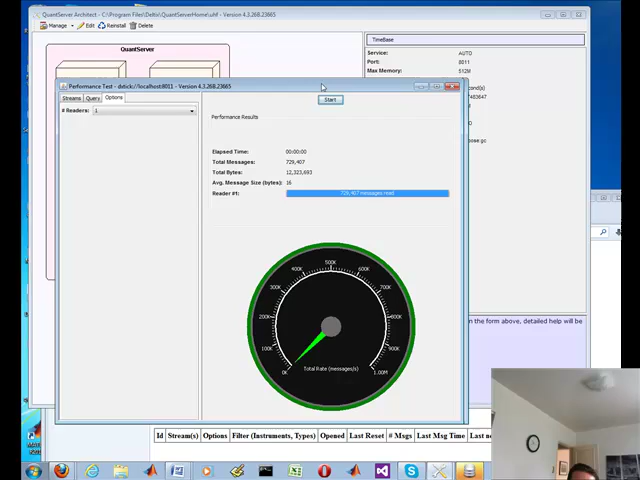 QuantServer Architect - C:\Program Files\Deltix\QuantServerHome\uhf - Version 4.3.26B.23665
Manage Edit Reinstall Delete
QuantServer
TimeBase
Service: AUTO
Port: 8011
Max Memory: 512M
Performance Test - dxtick://localhost:8011 - Version 4.3.26B.23665
Streams Query Options
# Readers: 1
Start
Performance Results
Elapsed Time: 00:00:00
Total Messages: 729,407
Total Bytes: 12,323,693
Avg. Message Size (bytes): 16
Reader #1: 729,407 messages read
0K
100K
200K
300K
400K
500K
600K
700K
800K
900K
1.00M
Total Rate (messages/s)
in the form above, detailed help will be
Id Stream(s) Options Filter (Instruments, Types) Opened Last Reset # Msgs Last Msg Time